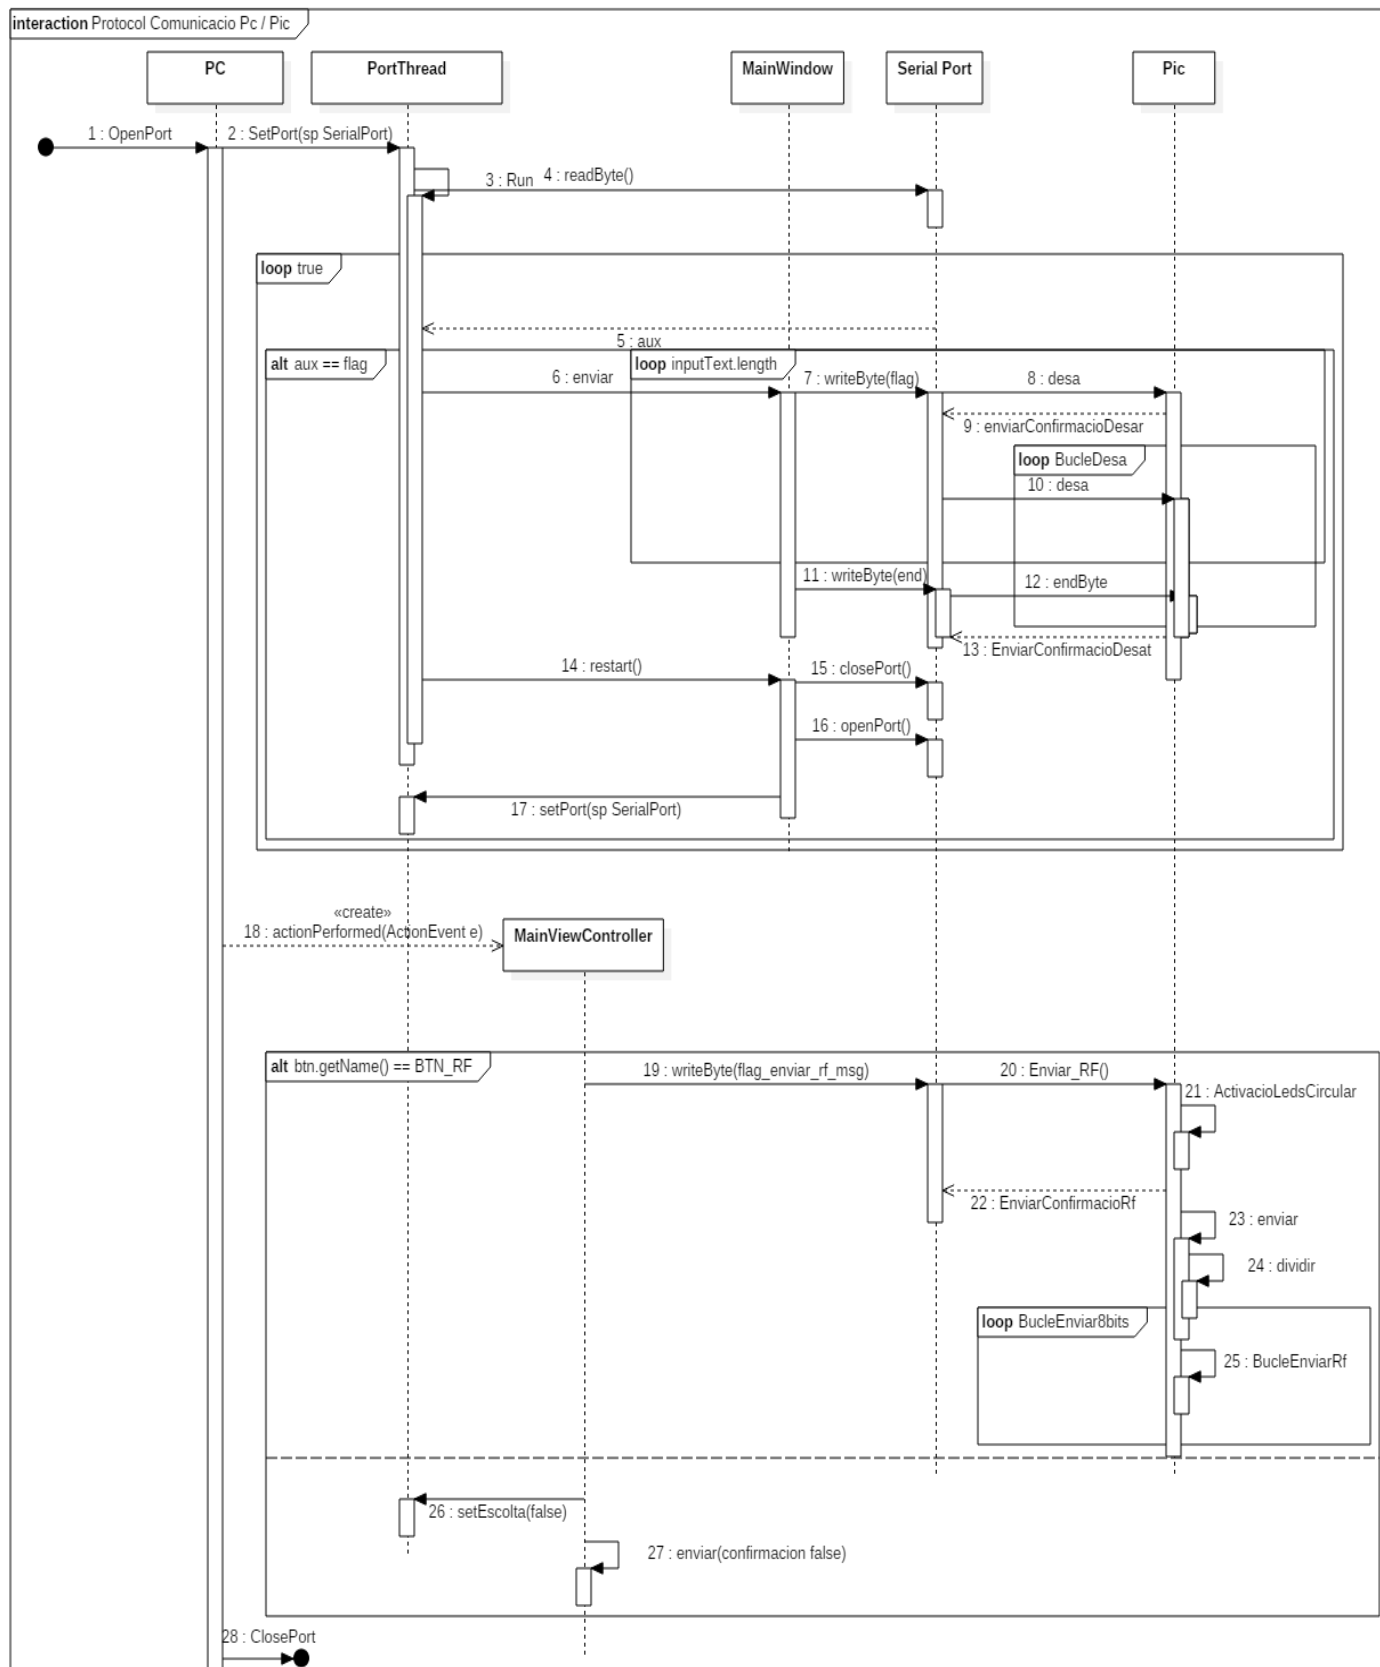 interaction Protocol Comunicacio Pc / Pic
PC
PortThread
MainWindow
Serial Port
Pic
1 : OpenPort
2 : SetPort(sp SerialPort)
3 : Run
4 : readByte()
loop true
5 : aux
alt aux == flag
loop inputText.length
6 : enviar
7 : writeByte(flag)
8 : desa
9 : enviarConfirmacioDesar
loop BucleDesa
10 : desa
11 : writeByte(end)
12 : endByte
13 : EnviarConfirmacioDesat
14 : restart()
15 : closePort()
16 : openPort()
17 : setPort(sp SerialPort)
«create»
18 : actionPerformed(ActionEvent e)
MainViewController
alt btn.getName() == BTN_RF
19 : writeByte(flag_enviar_rf_msg)
20 : Enviar_RF()
21 : ActivacioLedsCircular
22 : EnviarConfirmacioRf
23 : enviar
24 : dividir
loop BucleEnviar8bits
25 : BucleEnviarRf
26 : setEscolta(false)
27 : enviar(confirmacion false)
28 : ClosePort